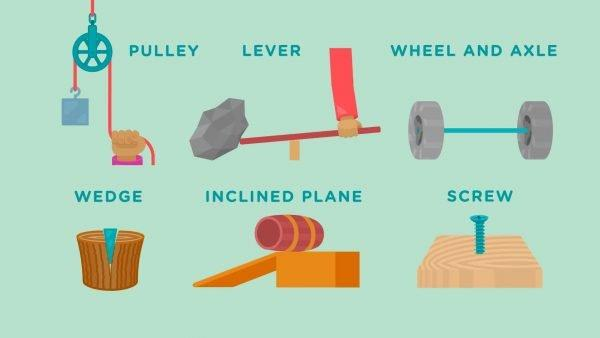 PULLEY
LEVER
WHEEL AND AXLE
WEDGE
INCLINED PLANE
SCREW